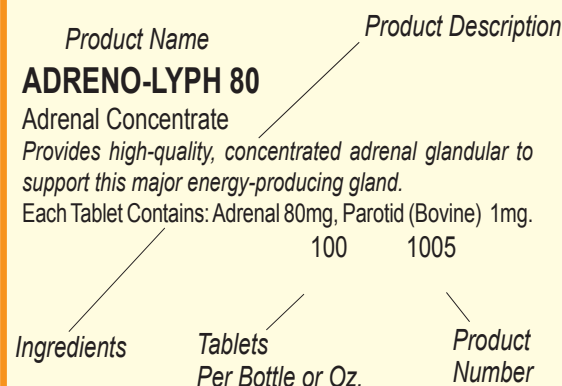 Product Name
Product Description
ADRENO-LYPH 80
Adrenal Concentrate
Provides high-quality, concentrated adrenal glandular to
support this major energy-producing gland.
Each Tablet Contains: Adrenal 80mg, Parotid (Bovine) 1mg.
100 1005
Ingredients
Tablets
Per Bottle or Oz.
Product
Number